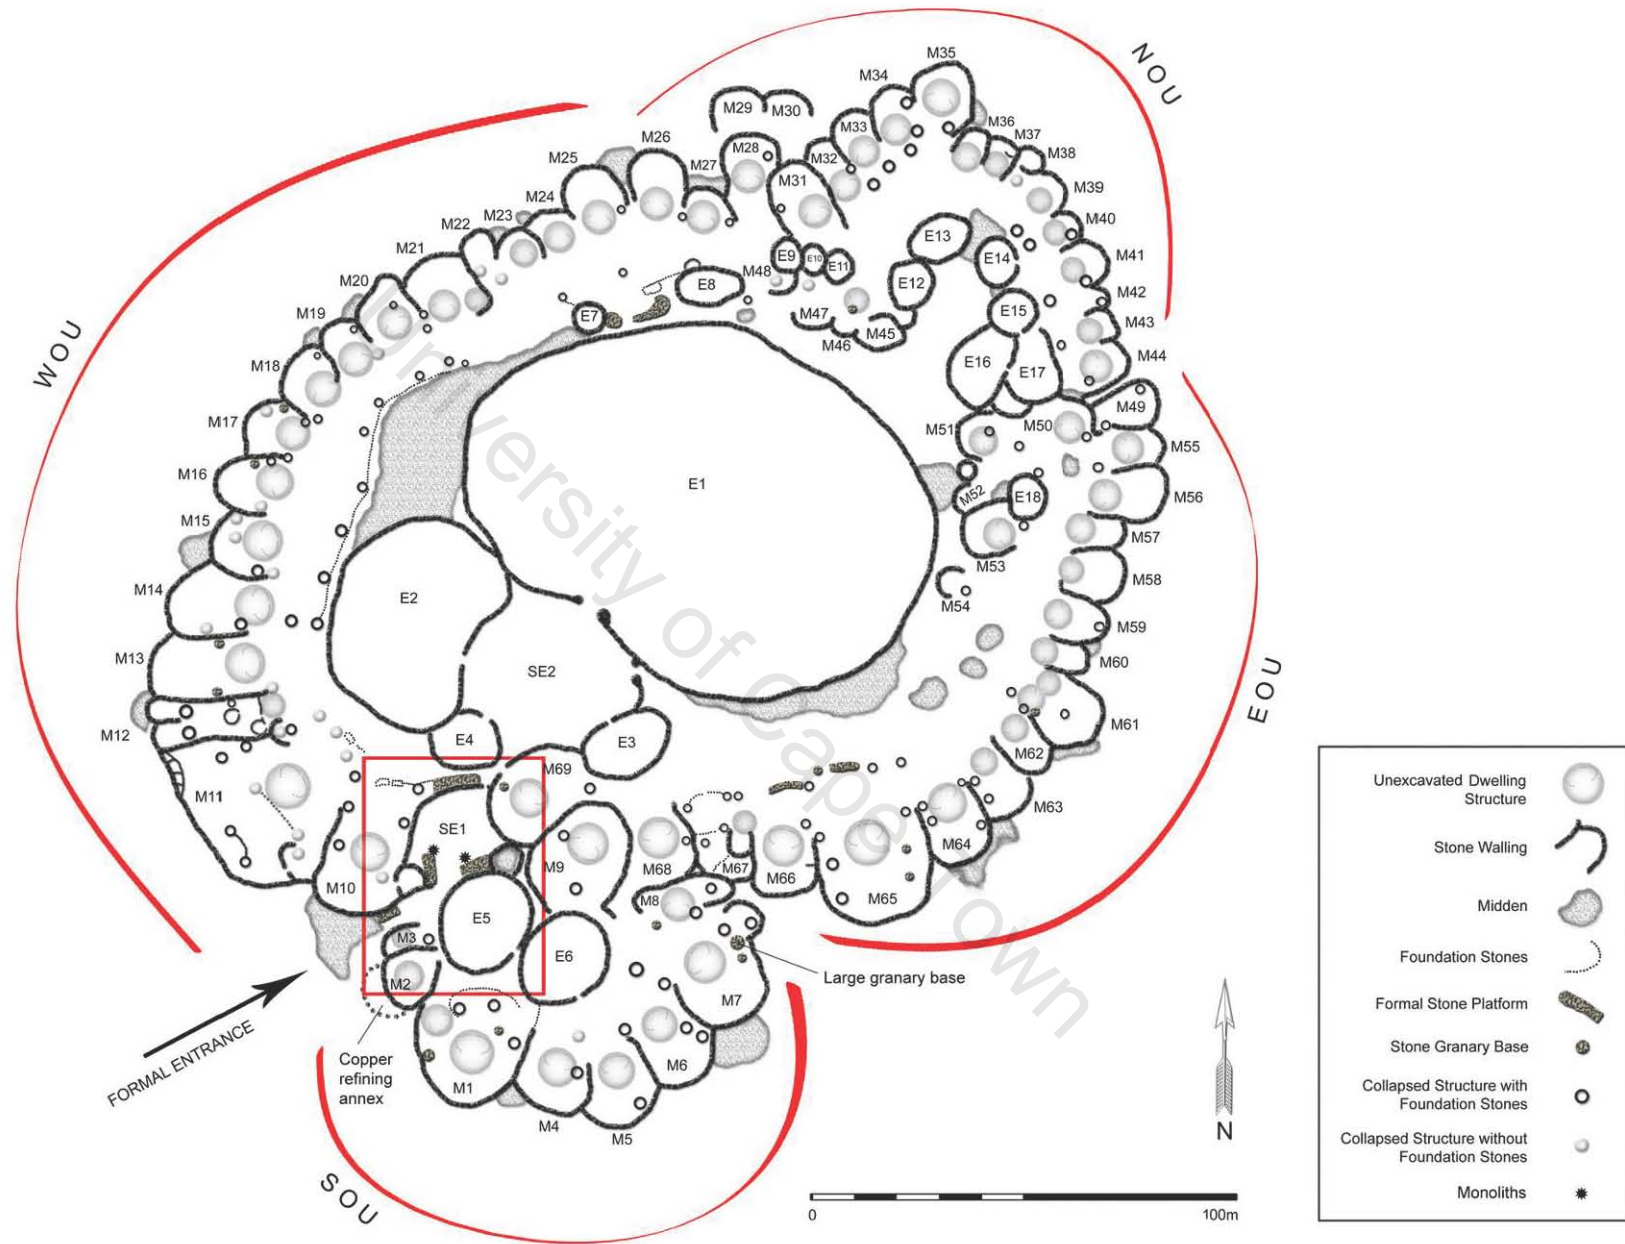 M35
NOU
M34
M29 M30
M33
M36
M37
M26
M28
M32
M38
M25
M27
M31
M39
M24
M40
M23
M22
E13
M41
M21
E9 E10 E11
E14
M20
M48
E8
E12
M42
M19
E7
M47
M45
E15
M43
M46
WOU
M18
E16
E17
M44
M17
M49
M51
M50
M55
M16
E1
M52
E18
M56
M15
M57
M53
M14
E2
M58
M54
M59
M13
M60
SE2
EOU
M12
E4
E3
M61
M62
M69
M11
M63
SE1
M64
M10
M9
M68
M67
M66
M65
M8
E5
M3
E6
M2
M7
Large granary base
FORMAL ENTRANCE
Copper
refining
annex
M1
M6
M4
M5
SOU
N
0
100m
University of Cape Town
Unexcavated Dwelling
Structure
Stone Walling
Midden
Foundation Stones
Formal Stone Platform
Stone Granary Base
Collapsed Structure with
Foundation Stones
Collapsed Structure without
Foundation Stones
Monoliths